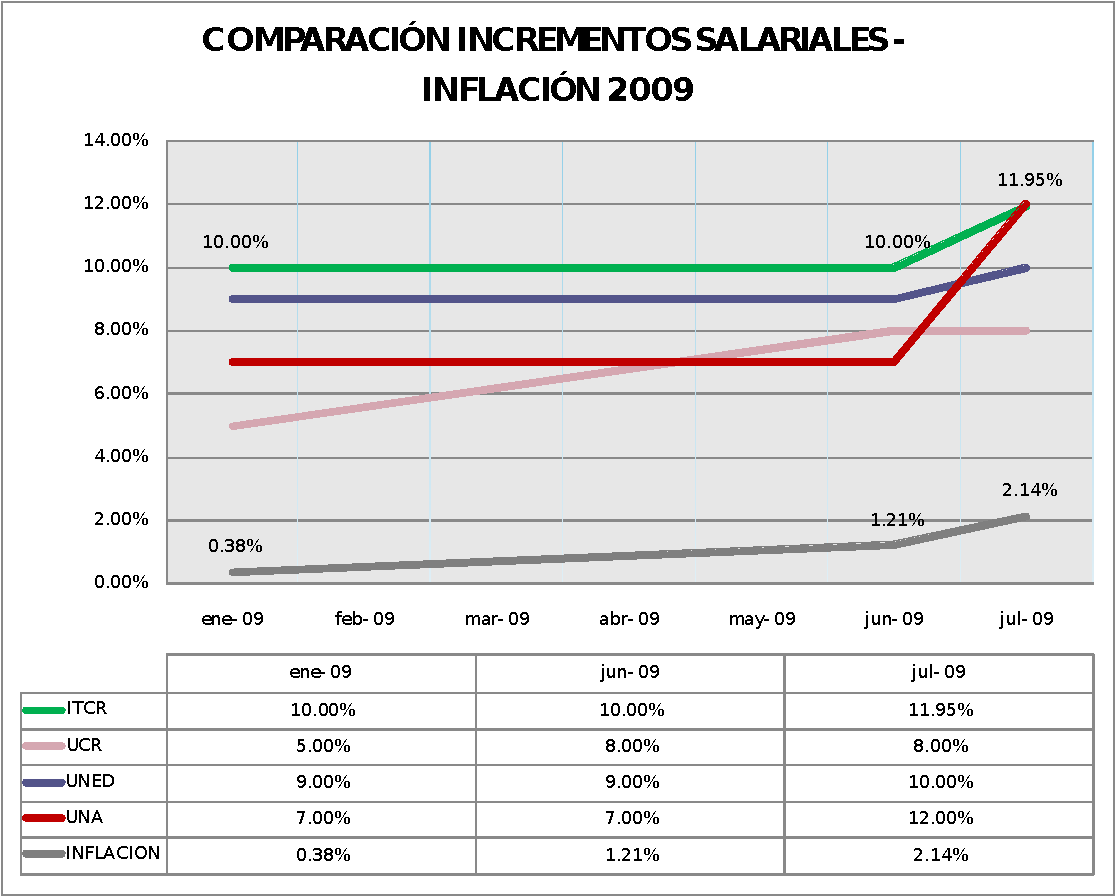 COMPARACIÓN INCREMENTOS SALARIALES -
INFLACIÓN 2009
14.00%
12.00%
10.00%
8.00%
6.00%
4.00%
2.00%
0.00%
11.95%
10.00%
10.00%
2.14%
1.21%
0.38%
ene- 09 feb- 09 mar- 09 abr- 09 may- 09 jun- 09 jul- 09
ene- 09 jun- 09 jul- 09
ITCR 10.00% 10.00% 11.95%
UCR 5.00% 8.00% 8.00%
UNED 9.00% 9.00% 10.00%
UNA 7.00% 7.00% 12.00%
INFLACION 0.38% 1.21% 2.14%